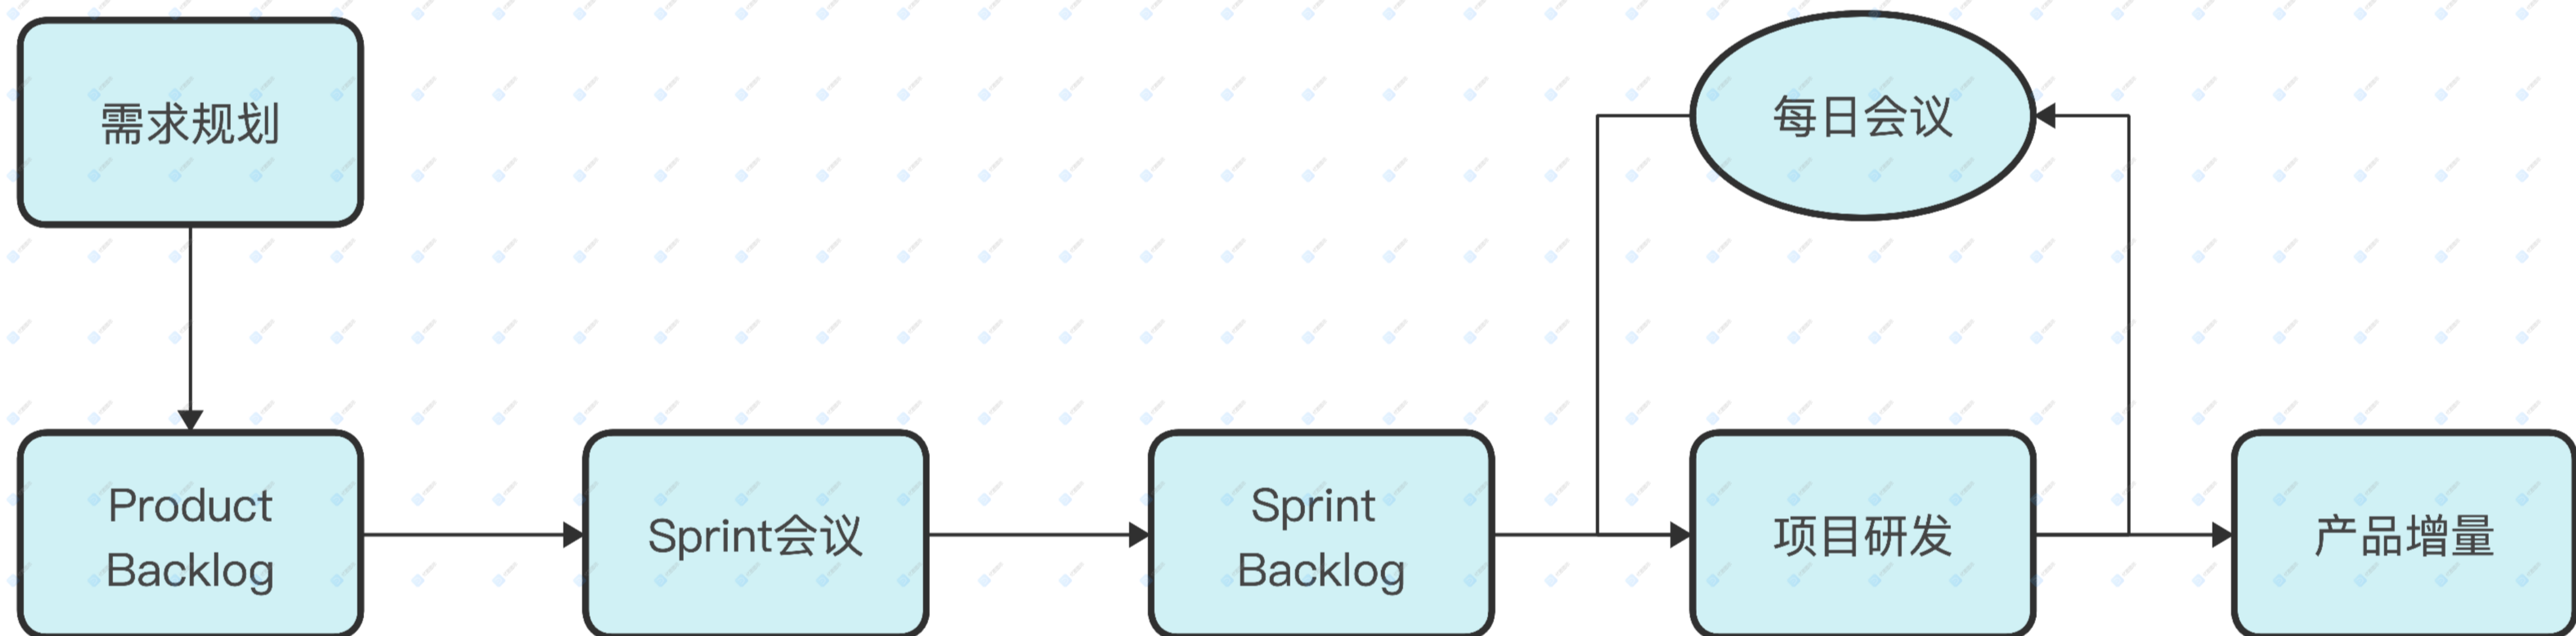 需求规划
每日会议
Product
Backlog
Sprint会议
Sprint
Backlog
项目研发
产品增量